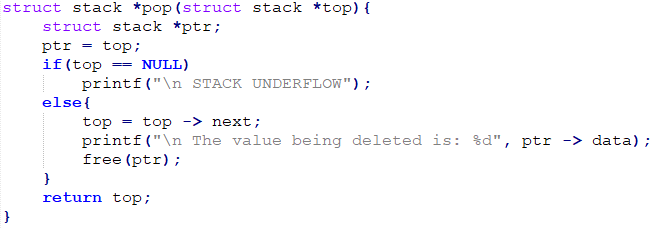 struct stack *pop(struct stack *top){
    struct stack *ptr;
    ptr = top;
    if(top == NULL)
        printf("\n STACK UNDERFLOW");
    else{
        top = top -> next;
        printf("\n The value being deleted is: %d", ptr -> data);
        free(ptr);
    }
    return top;
}